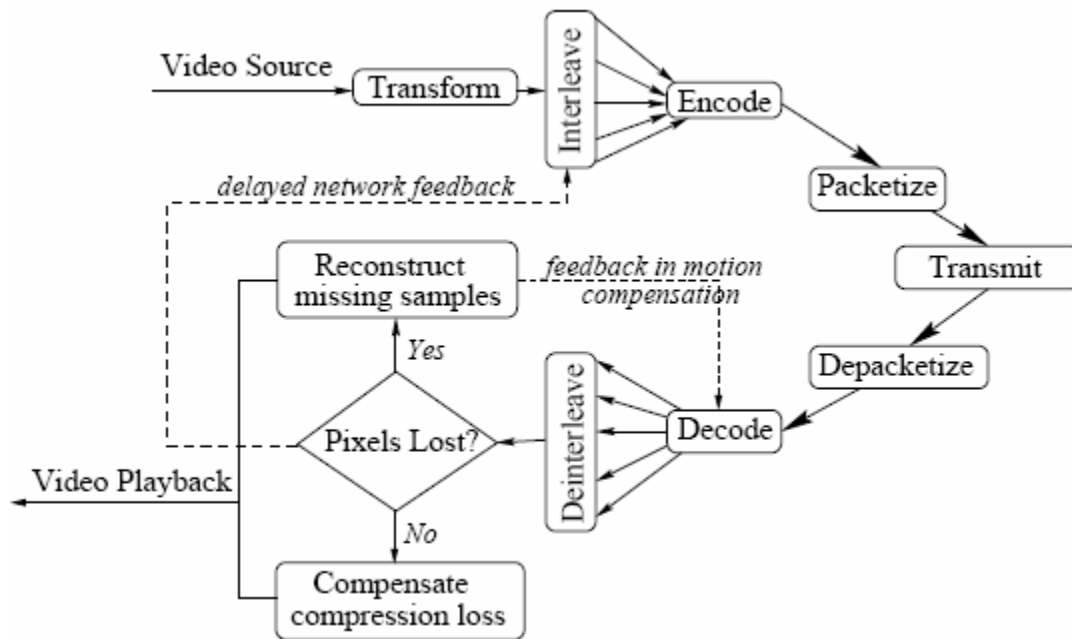 Video Source
Transform
Interleave
Encode
Packetize
Transmit
Depacketize
Decode
Deinterleave
delayed network feedback
Reconstruct
missing samples
feedback in motion
compensation
Yes
Pixels Lost?
No
Video Playback
Compensate
compression loss